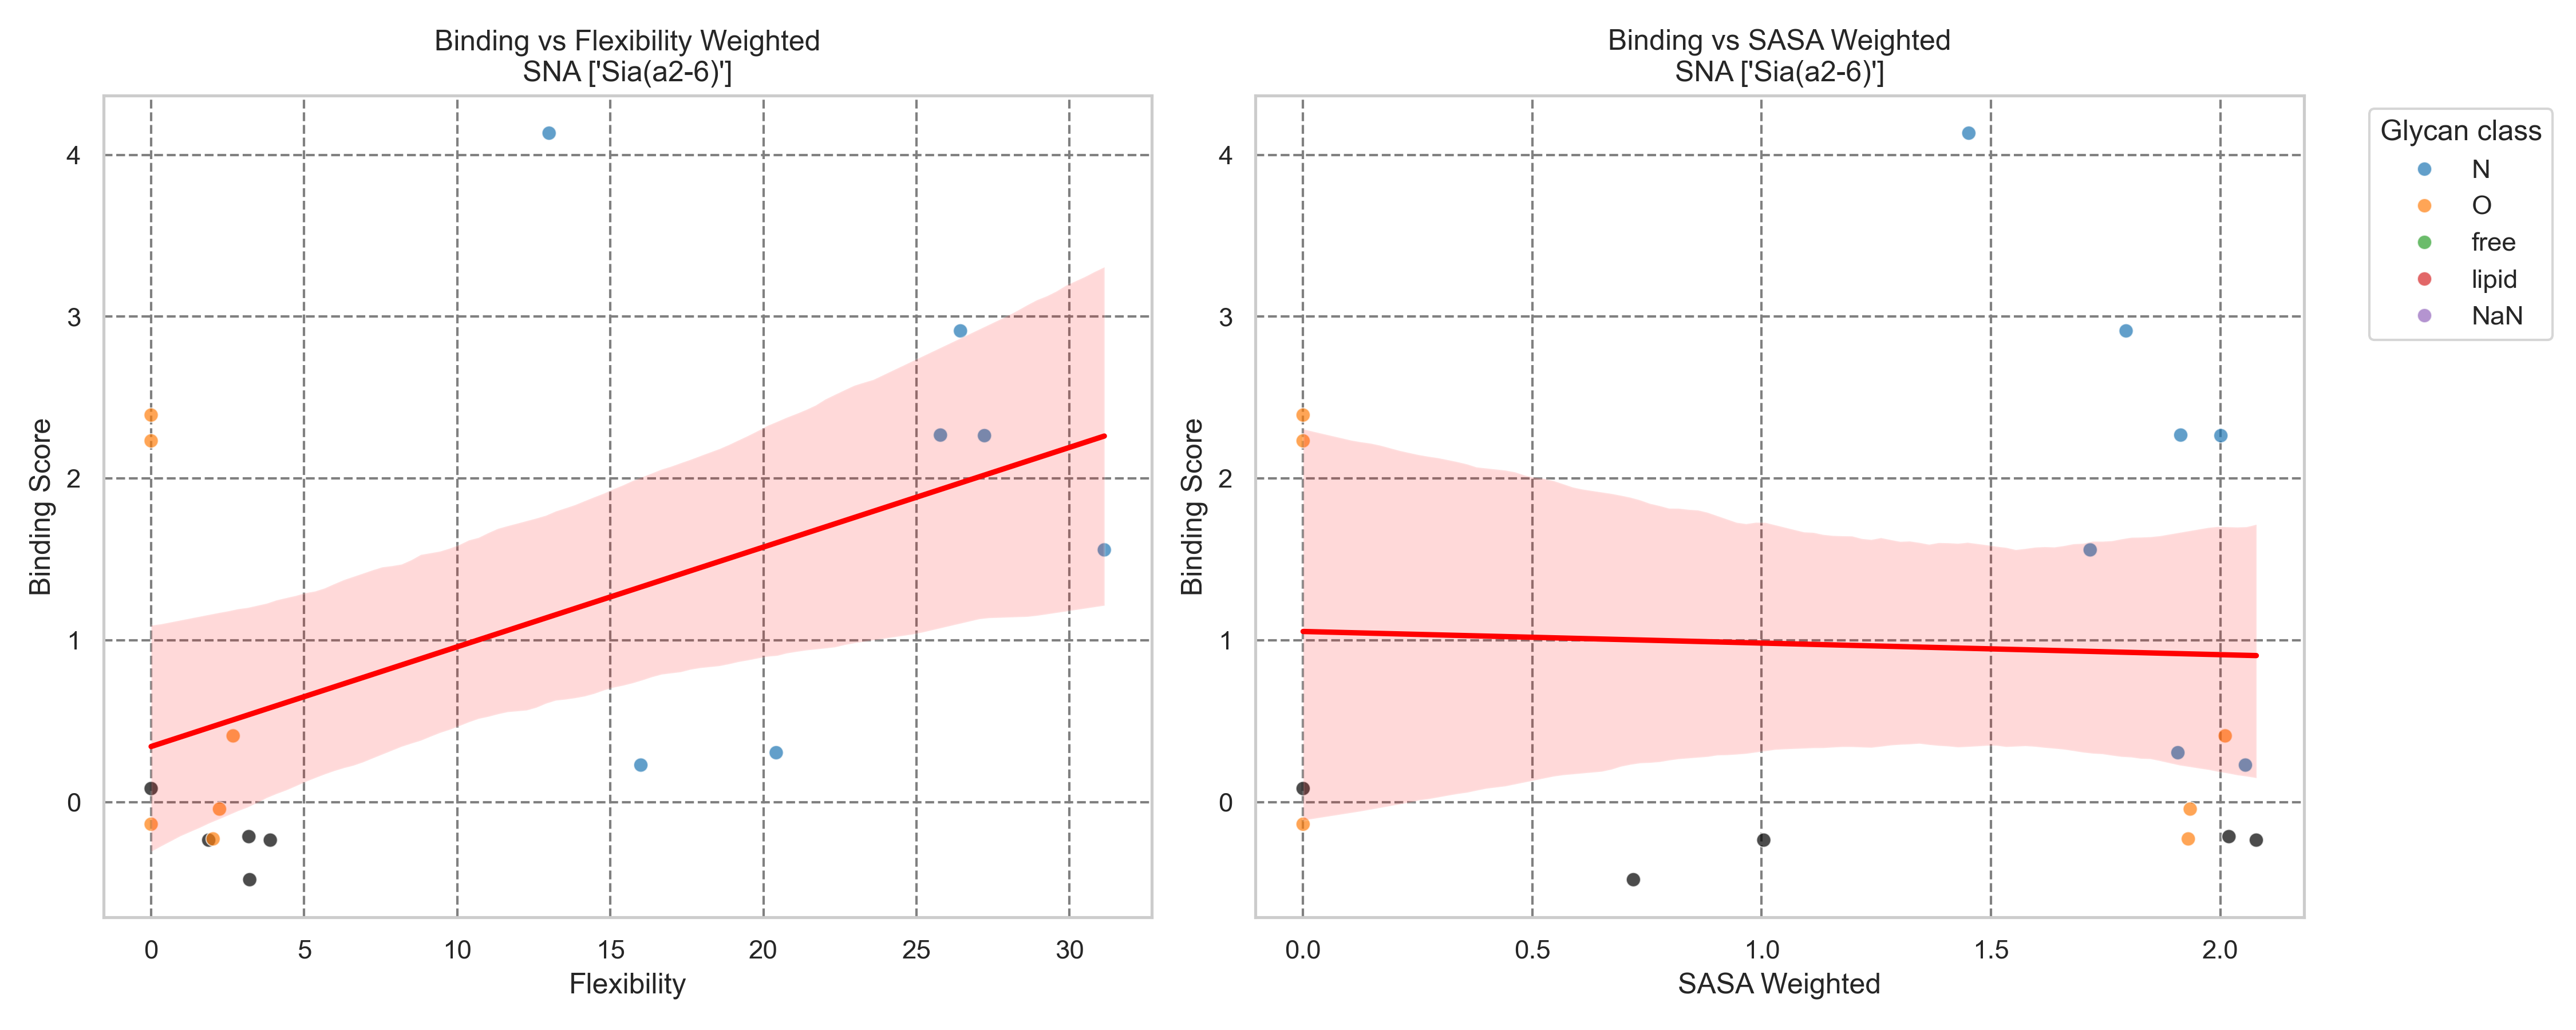 Binding vs Flexibility Weighted
SNA ['Sia(a2-6)']
4
3
2
1
0
Binding Score
0
5
10
15
20
25
30
Flexibility
Binding vs SASA Weighted
SNA ['Sia(a2-6)']
4
3
2
1
0
Binding Score
0.0
0.5
1.0
1.5
2.0
SASA Weighted
Glycan class
N
O
free
lipid
NaN